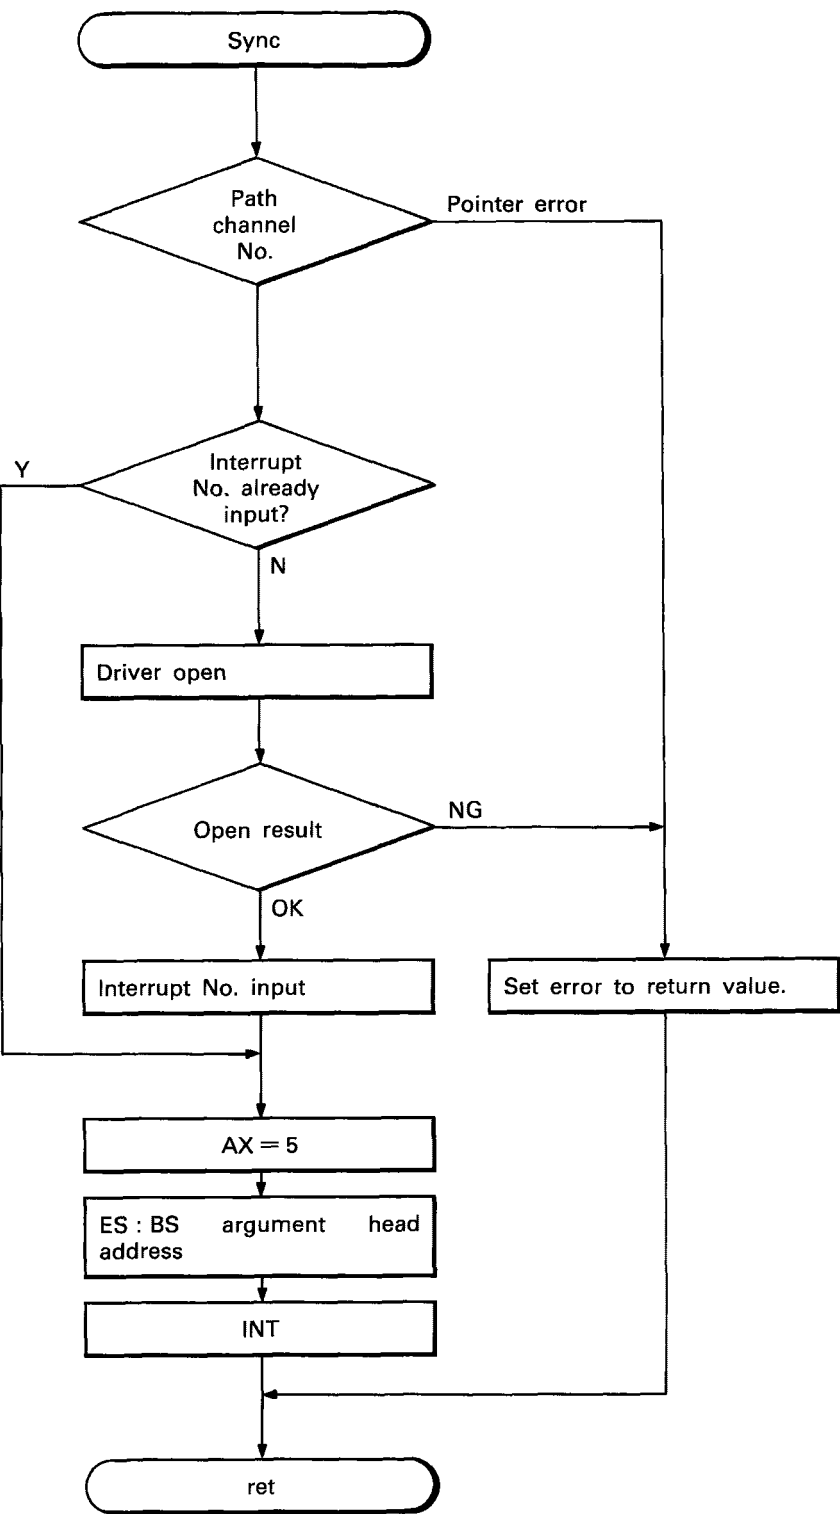 Sync
Path
channel
No.
Pointer error
Interrupt
No. already
input?
Y
N
Driver open
Open result
NG
OK
Interrupt No. input
Set error to return value.
AX = 5
ES : BS argument head
address
INT
ret